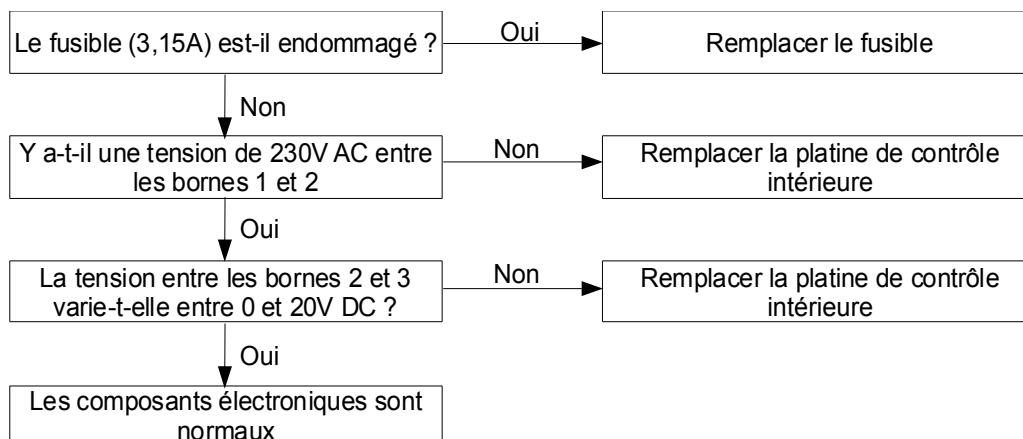 Le fusible (3,15A) est-il endommagé ?
Oui
Remplacer le fusible
Non
Y a-t-il une tension de 230V AC entre
les bornes 1 et 2
Non
Remplacer la platine de contrôle
intérieure
Oui
La tension entre les bornes 2 et 3
varie-t-elle entre 0 et 20V DC ?
Non
Remplacer la platine de contrôle
intérieure
Oui
Les composants électroniques sont
normaux